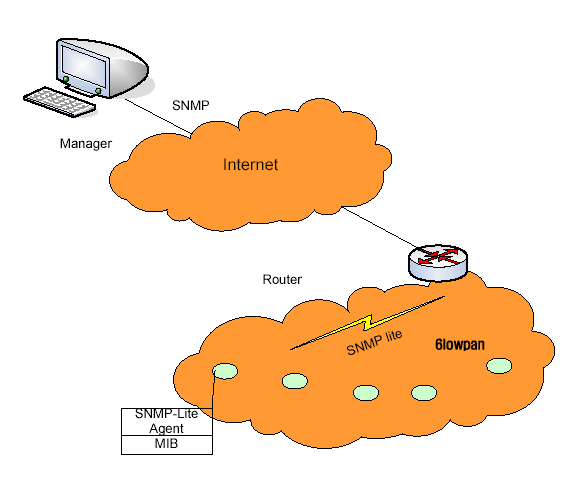 SNMP
Manager
Internet
Router
SNMP lite
6lowpan
SNMP-Lite
Agent
MIB